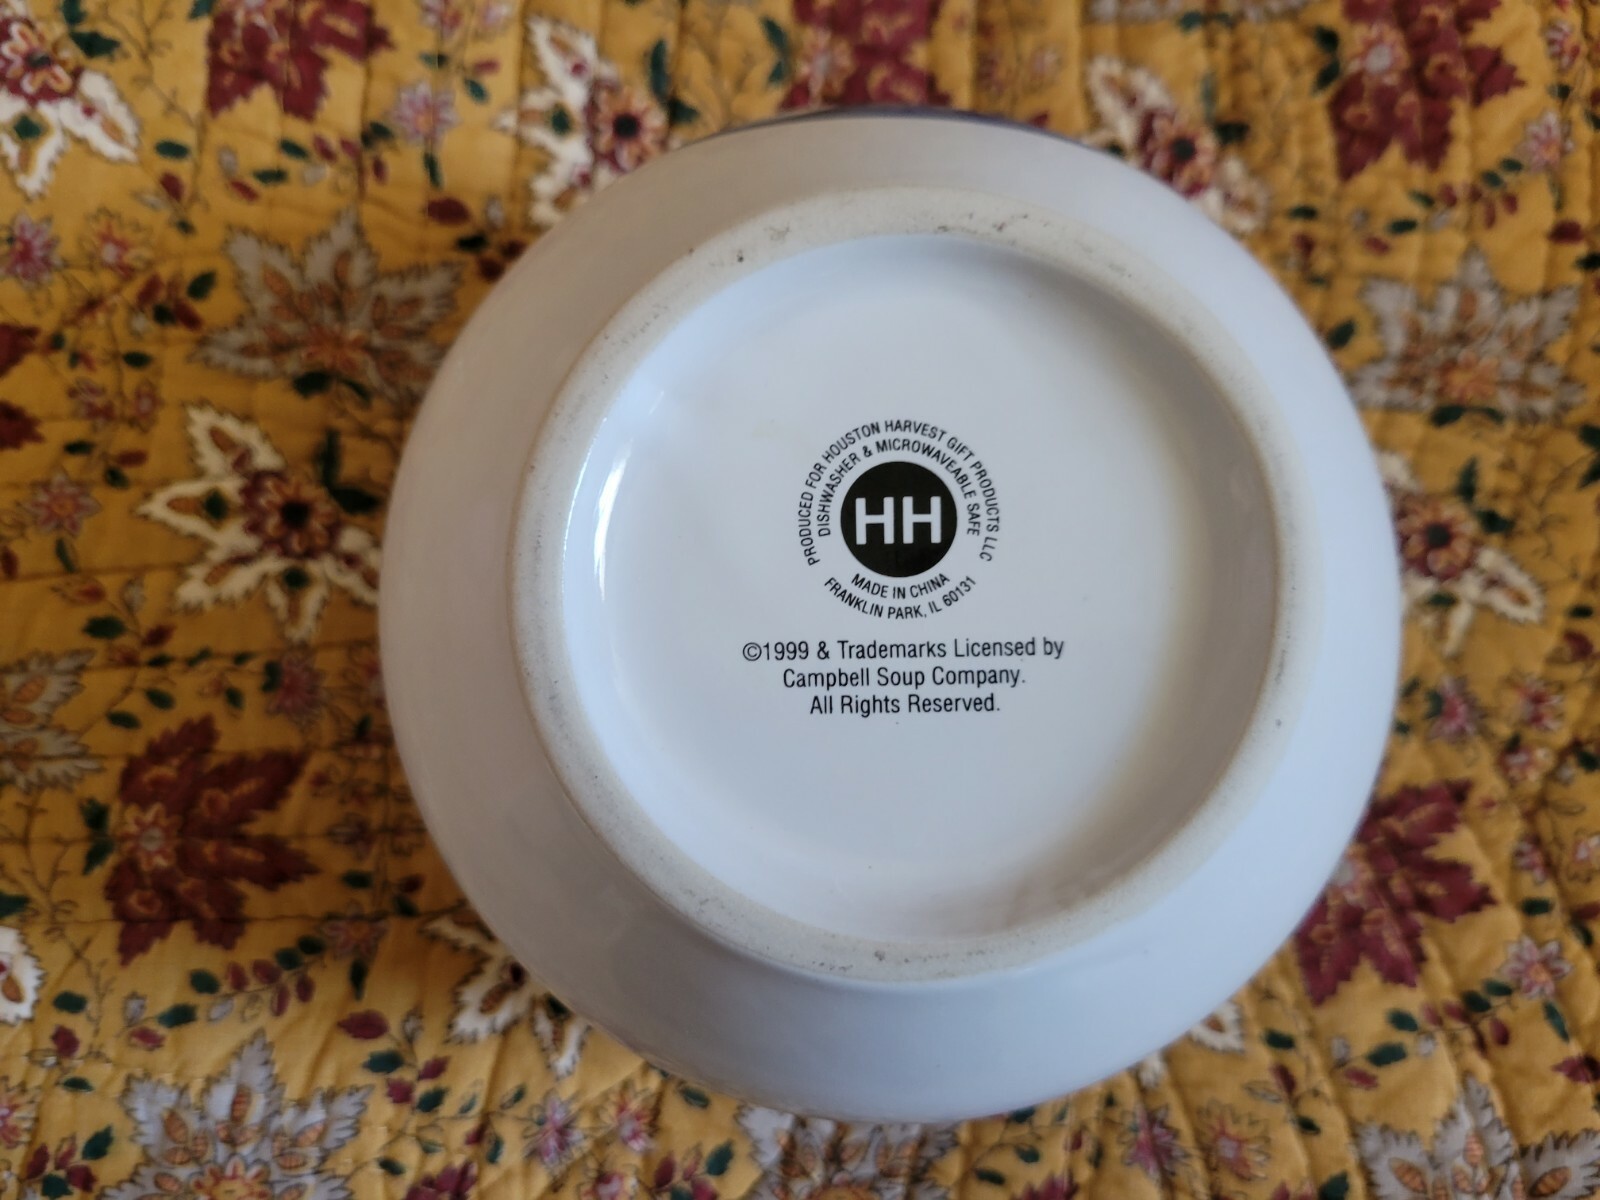 PRODUCED FOR HOUSTON HARVEST GIFT PRODUCTS LLC
DISHWASHER & MICROWAVEABLE SAFE
HH
MADE IN CHINA
FRANKLIN PARK, IL 60131
©1999 & Trademarks Licensed by
Campbell Soup Company.
All Rights Reserved.